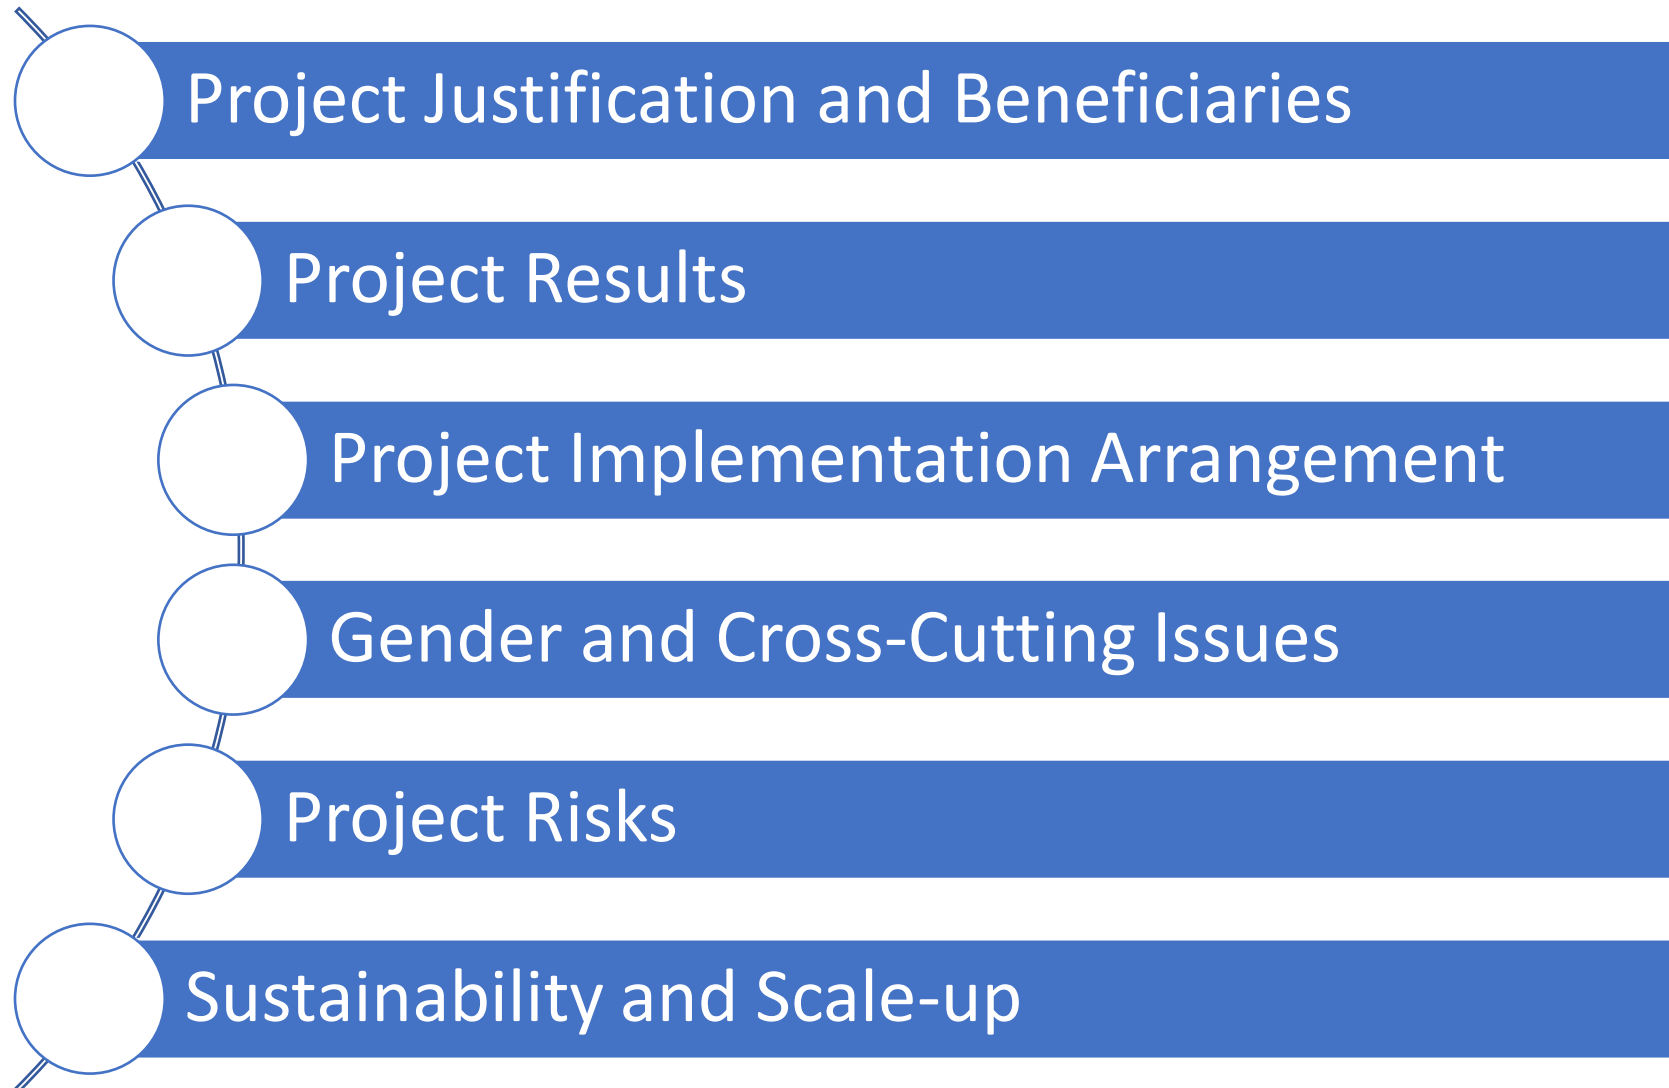 Project Justification and Beneficiaries
Project Results
Project Implementation Arrangement
Gender and Cross-Cutting Issues
Project Risks
Sustainability and Scale-up